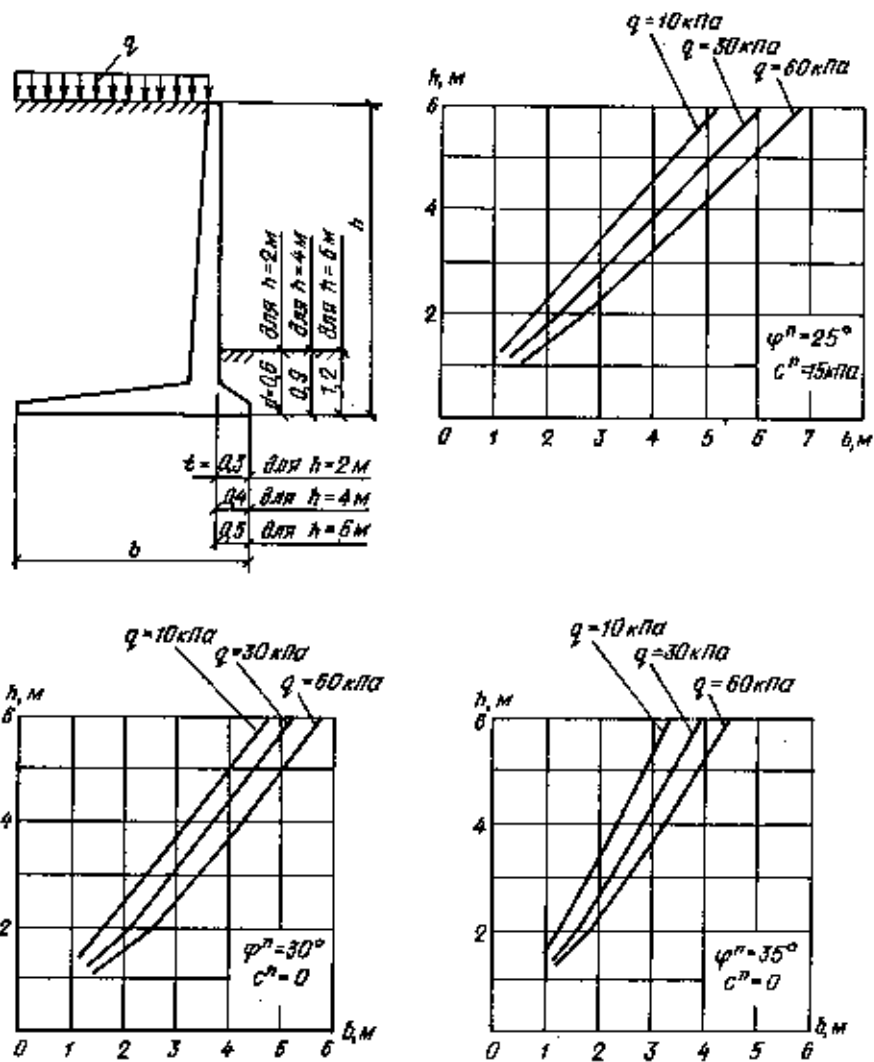 q
h
для h=2м
для h=4м
для h=6м
d=0,6
0,9
1,2
t= 0,3 для h=2м
0,4 для h=4м
0,5 для h=6м
b
q=10кПа
q=30кПа
q=60кПа
h, м
6
4
2
φⁿ=25°
cⁿ=15кПа
0 1 2 3 4 5 6 7 b, м
q=10кПа
q=30кПа
q=60кПа
h, м
6
4
2
φⁿ=30°
cⁿ=0
b, м
0 1 2 3 4 5 6
q=10кПа
q=30кПа
q=60кПа
h, м
6
4
2
φⁿ=35°
cⁿ=0
b, м
0 1 2 3 4 5 6